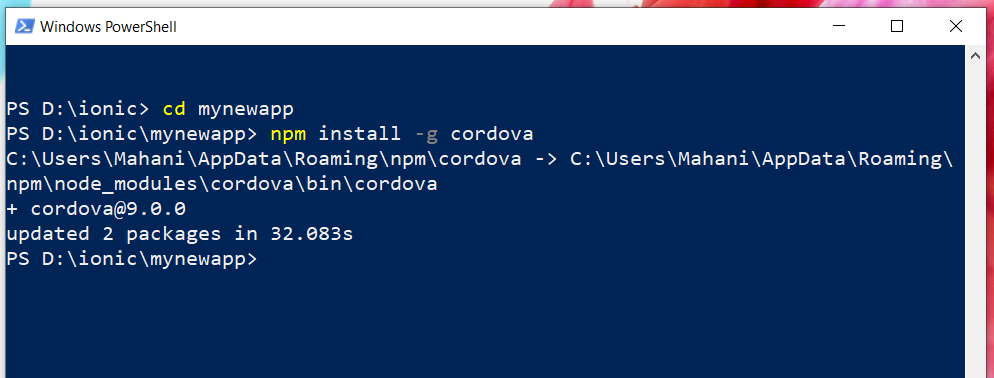 Windows PowerShell
PS D:\ionic> cd mynewapp
PS D:\ionic\mynewapp> npm install -g cordova
C:\Users\Mahani\AppData\Roaming\npm\cordova -> C:\Users\Mahani\AppData\Roaming\
npm\node_modules\cordova\bin\cordova
+ cordova@9.0.0
updated 2 packages in 32.083s
PS D:\ionic\mynewapp>